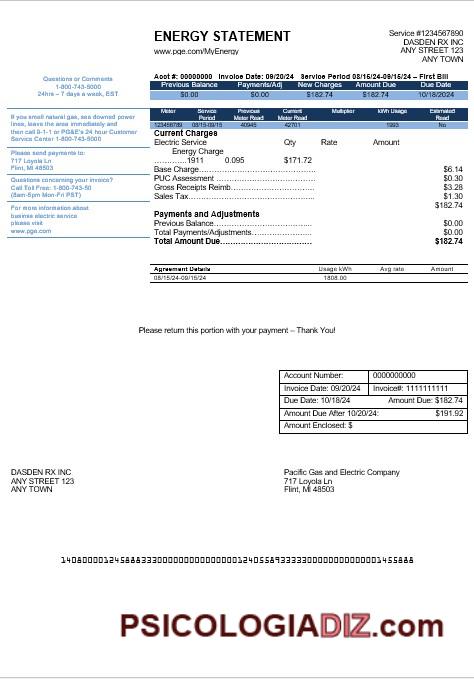 ENERGY STATEMENT
www.pge.com/MyEnergy
Service #1234567890
DASDEN RX INC
ANY STREET 123
ANY TOWN
Questions or Comments
1-800-743-5000
24hrs – 7 days a week, EST
If you smell natural gas, see downed power
lines, leave the area immediately and
then call 9-1-1 or PG&E's 24 hour Customer
Service Center 1-800-743-5000
Please send payments to:
717 Loyola Ln
Flint, MI 48503
Questions concerning your invoice?
Call Toll Free: 1-800-743-50
(8am-5pm Mon-Fri PST)
For more information about
business electric service
please visit
www.pge.com
Acct #: 00000000 Invoice Date: 09/20/24 Service Period 08/15/24-09/15/24 – First Bill
Previous Balance Payments/Adj New Charges Amount Due Due Date
$0.00 $0.00 $182.74 $182.74 10/18/2024
Meter Service Period Previous Meter Read Current Meter Read Multiplier kWh Usage Estimated Read
123456789 08/15-09/15 40945 42701 1993 No
Current Charges
Electric Service Qty Rate Amount
Energy Charge
…………1911 0.095 $171.72
Base Charge…………………………………. $6.14
PUC Assessment ………………………….. $0.30
Gross Receipts Reimb………………………. $3.28
Sales Tax……………………………………. $1.30
$182.74
Payments and Adjustments
Previous Balance……………………………. $0.00
Total Payments/Adjustments……………….. $0.00
Total Amount Due…………………………… $182.74
Agreement Details Usage kWh Avg rate Amount
08/15/24-09/15/24 1808.00
Please return this portion with your payment – Thank You!
Account Number: 0000000000
Invoice Date: 09/20/24 Invoice#: 1111111111
Due Date: 10/18/24 Amount Due: $182.74
Amount Due After 10/20/24: $191.92
Amount Enclosed: $
DASDEN RX INC
ANY STREET 123
ANY TOWN
Pacific Gas and Electric Company
717 Loyola Ln
Flint, MI 48503
PSICOLOGIADIZ.com